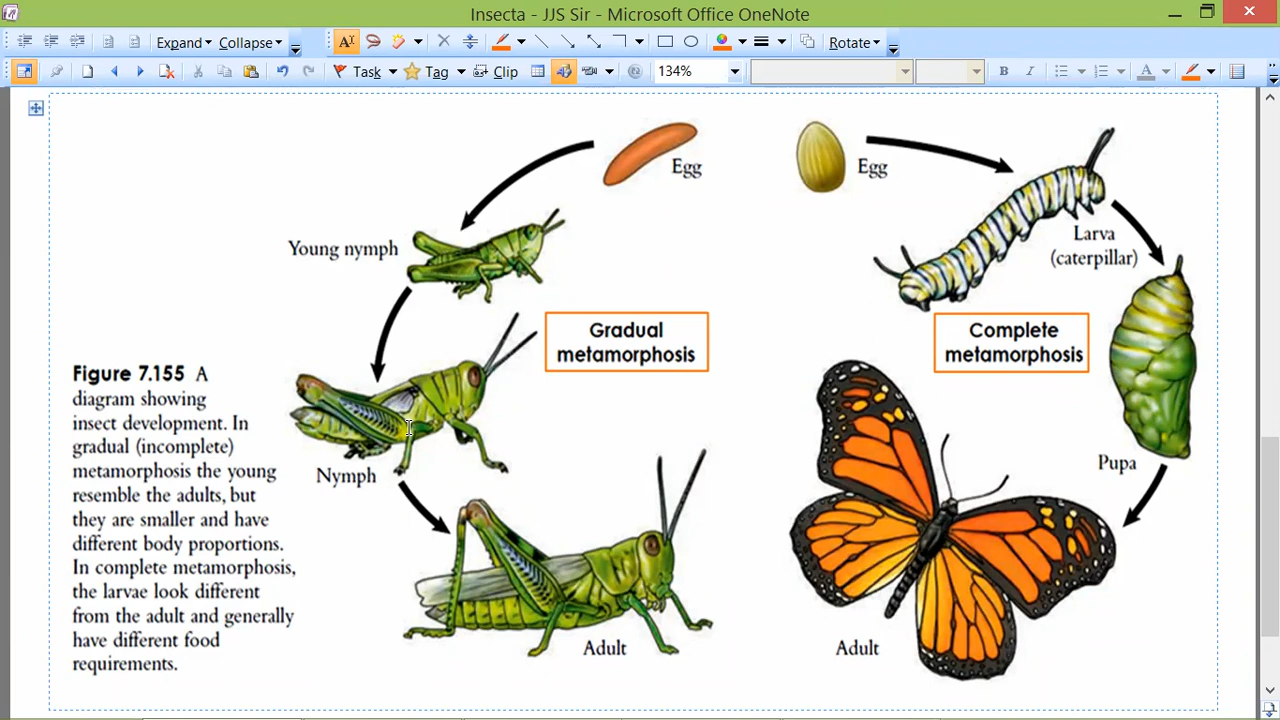 Insecta - JJS Sir - Microsoft Office OneNote
Expand Collapse Rotate
Task Tag Clip 134% B I A
Egg
Egg
Young nymph
Larva
(caterpillar)
Gradual
metamorphosis
Complete
metamorphosis
Figure 7.155 A
diagram showing
insect development. In
gradual (incomplete)
metamorphosis the young
resemble the adults, but
they are smaller and have
different body proportions.
In complete metamorphosis,
the larvae look different
from the adult and generally
have different food
requirements.
Nymph
Pupa
Adult
Adult